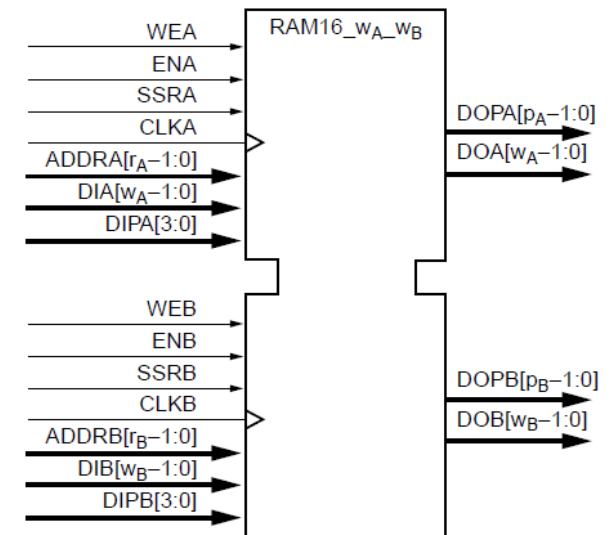 RAM16_wA_wB
WEA
ENA
SSRA
CLKA
ADDRA[rA–1:0]
DIA[wA–1:0]
DIPA[3:0]
DOPA[pA–1:0]
DOA[wA–1:0]
WEB
ENB
SSRB
CLKB
ADDRB[rB–1:0]
DIB[wB–1:0]
DIPB[3:0]
DOPB[pB–1:0]
DOB[wB–1:0]